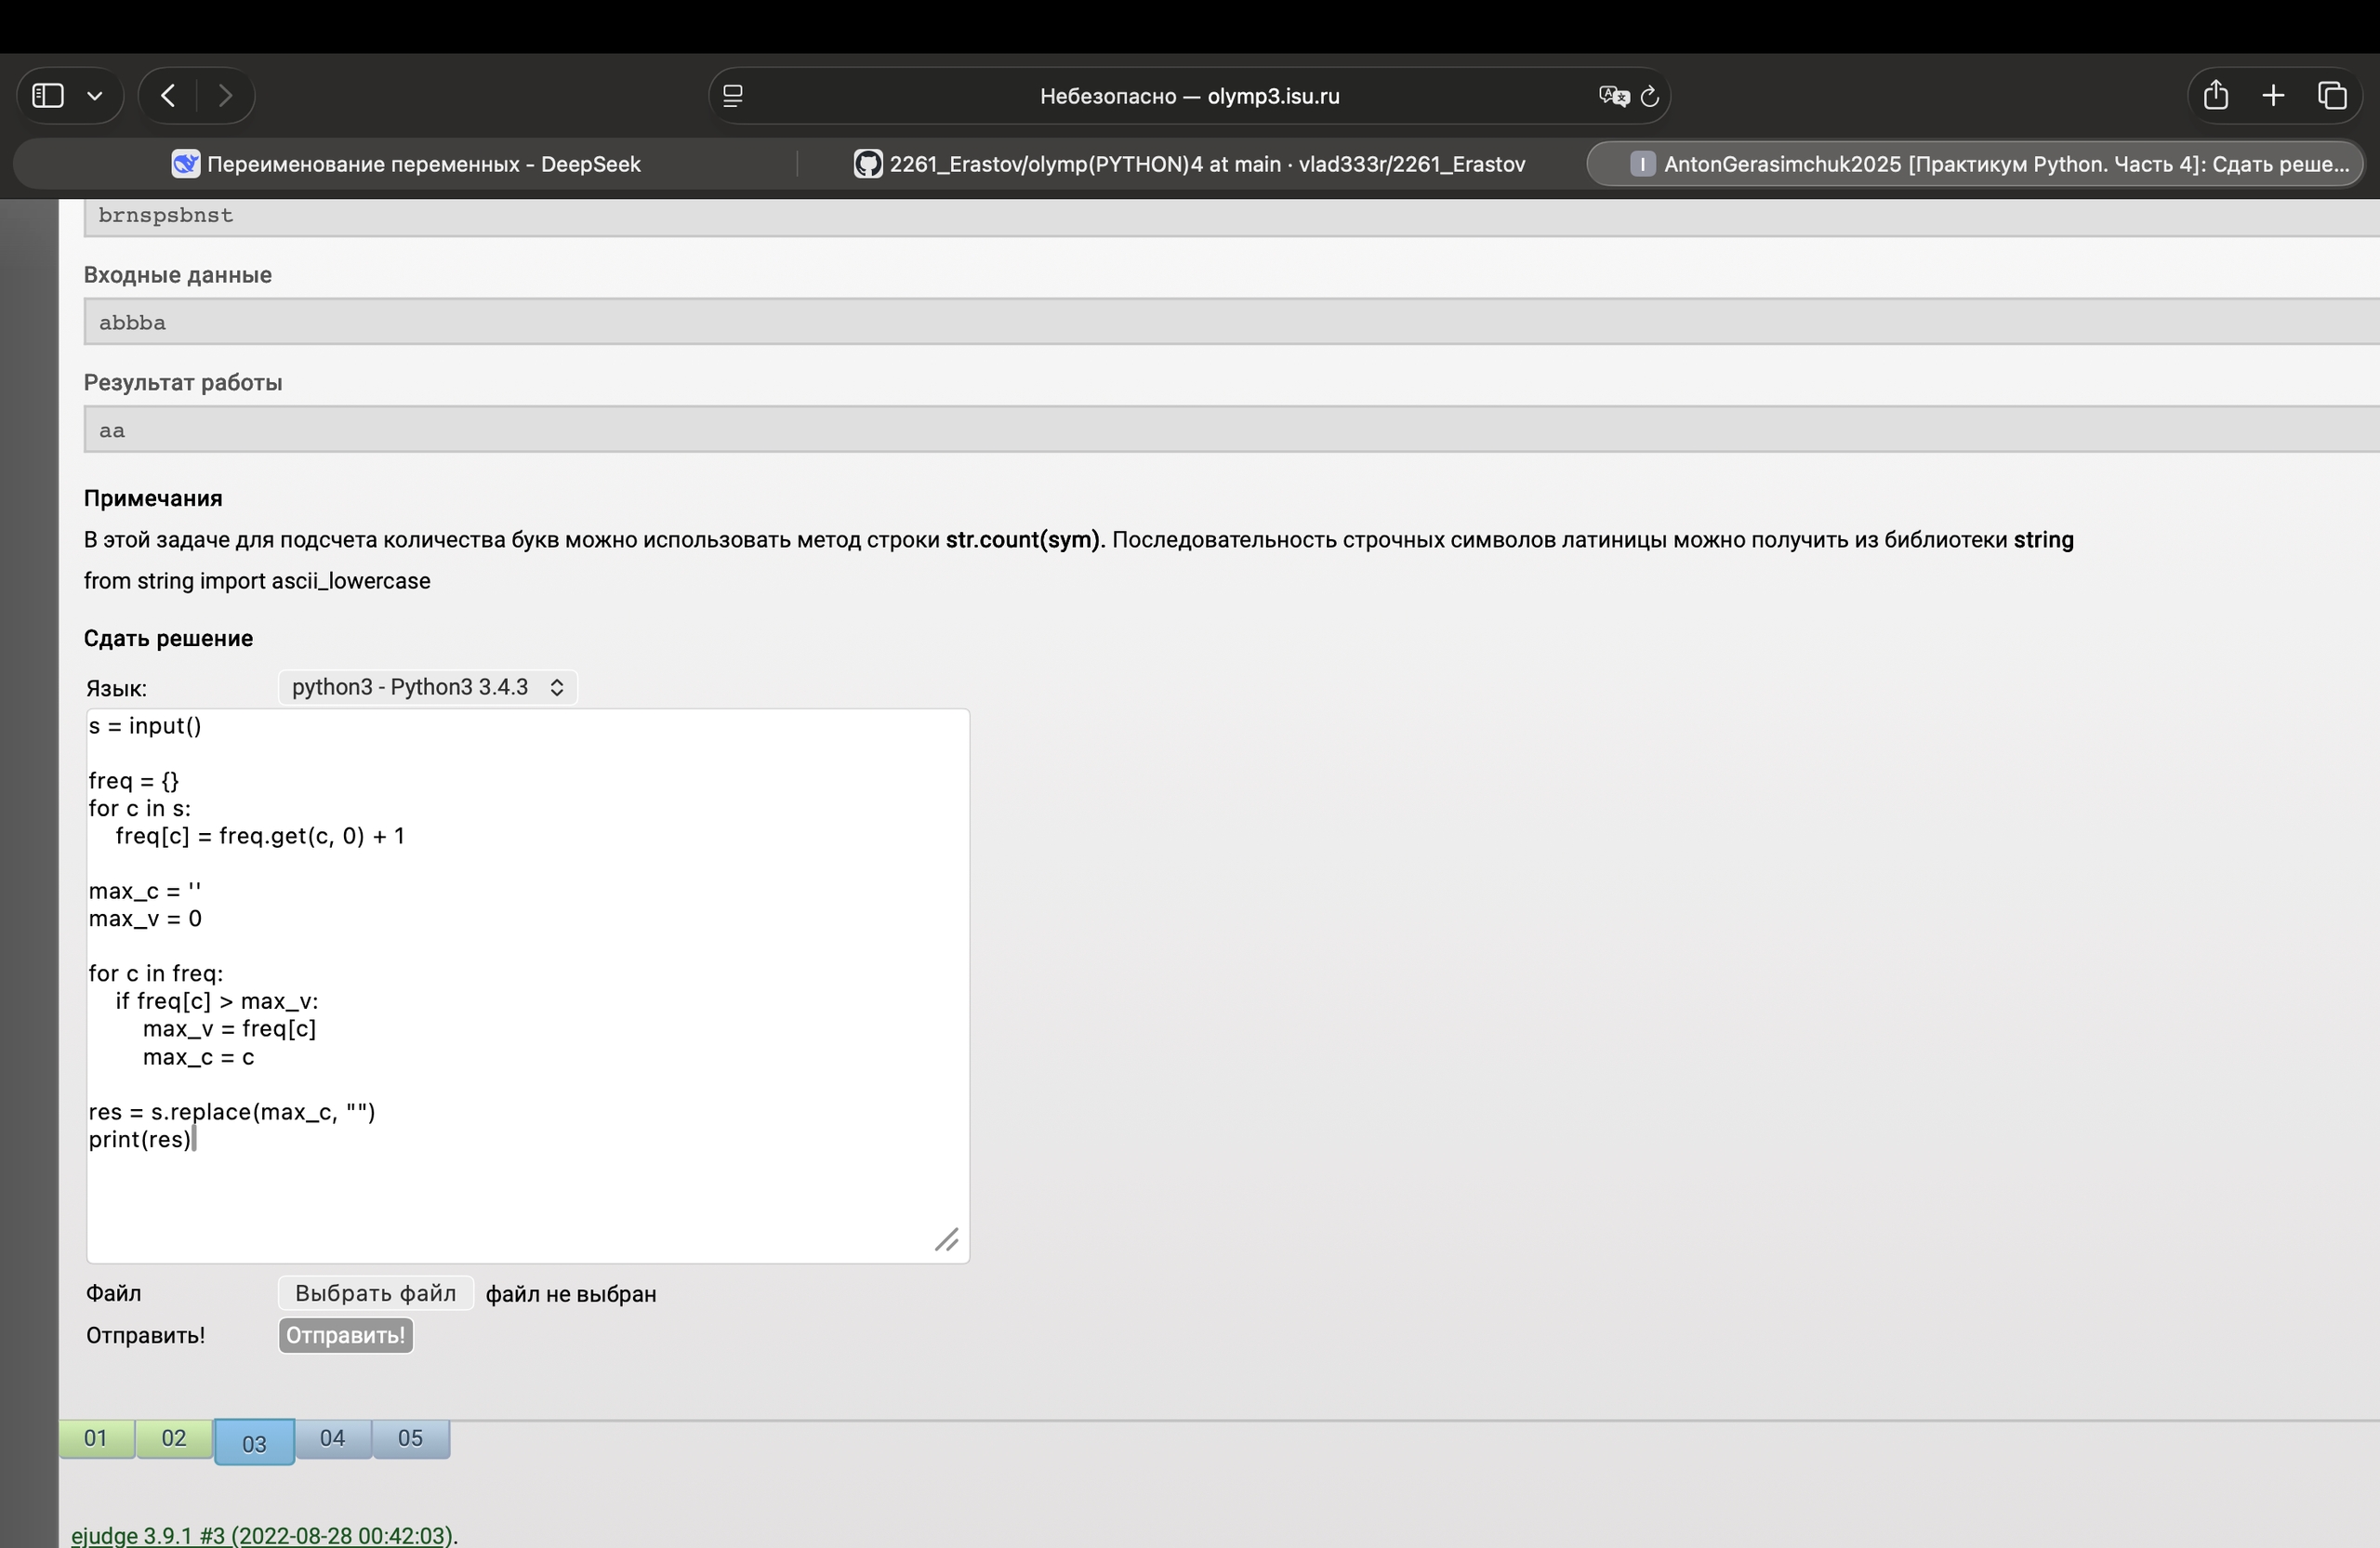 Небезопасно — olymp3.isu.ru
Переименование переменных - DeepSeek
2261_Erastov/olymp(PYTHON)4 at main · vlad333r/2261_Erastov
I AntonGerasimchuk2025 [Практикум Python. Часть 4]: Сдать реше...
brnspsbnst
Входные данные
abbba
Результат работы
aa
Примечания
В этой задаче для подсчета количества букв можно использовать метод строки str.count(sym). Последовательность строчных символов латиницы можно получить из библиотеки string
from string import ascii_lowercase
Сдать решение
Язык: python3 - Python3 3.4.3
s = input()
freq = {}
for c in s:
    freq[c] = freq.get(c, 0) + 1
max_c = ''
max_v = 0
for c in freq:
    if freq[c] > max_v:
        max_v = freq[c]
        max_c = c
res = s.replace(max_c, "")
print(res)
Файл Выбрать файл файл не выбран
Отправить! Отправить!
01 02 03 04 05
ejudge 3.9.1 #3 (2022-08-28 00:42:03).